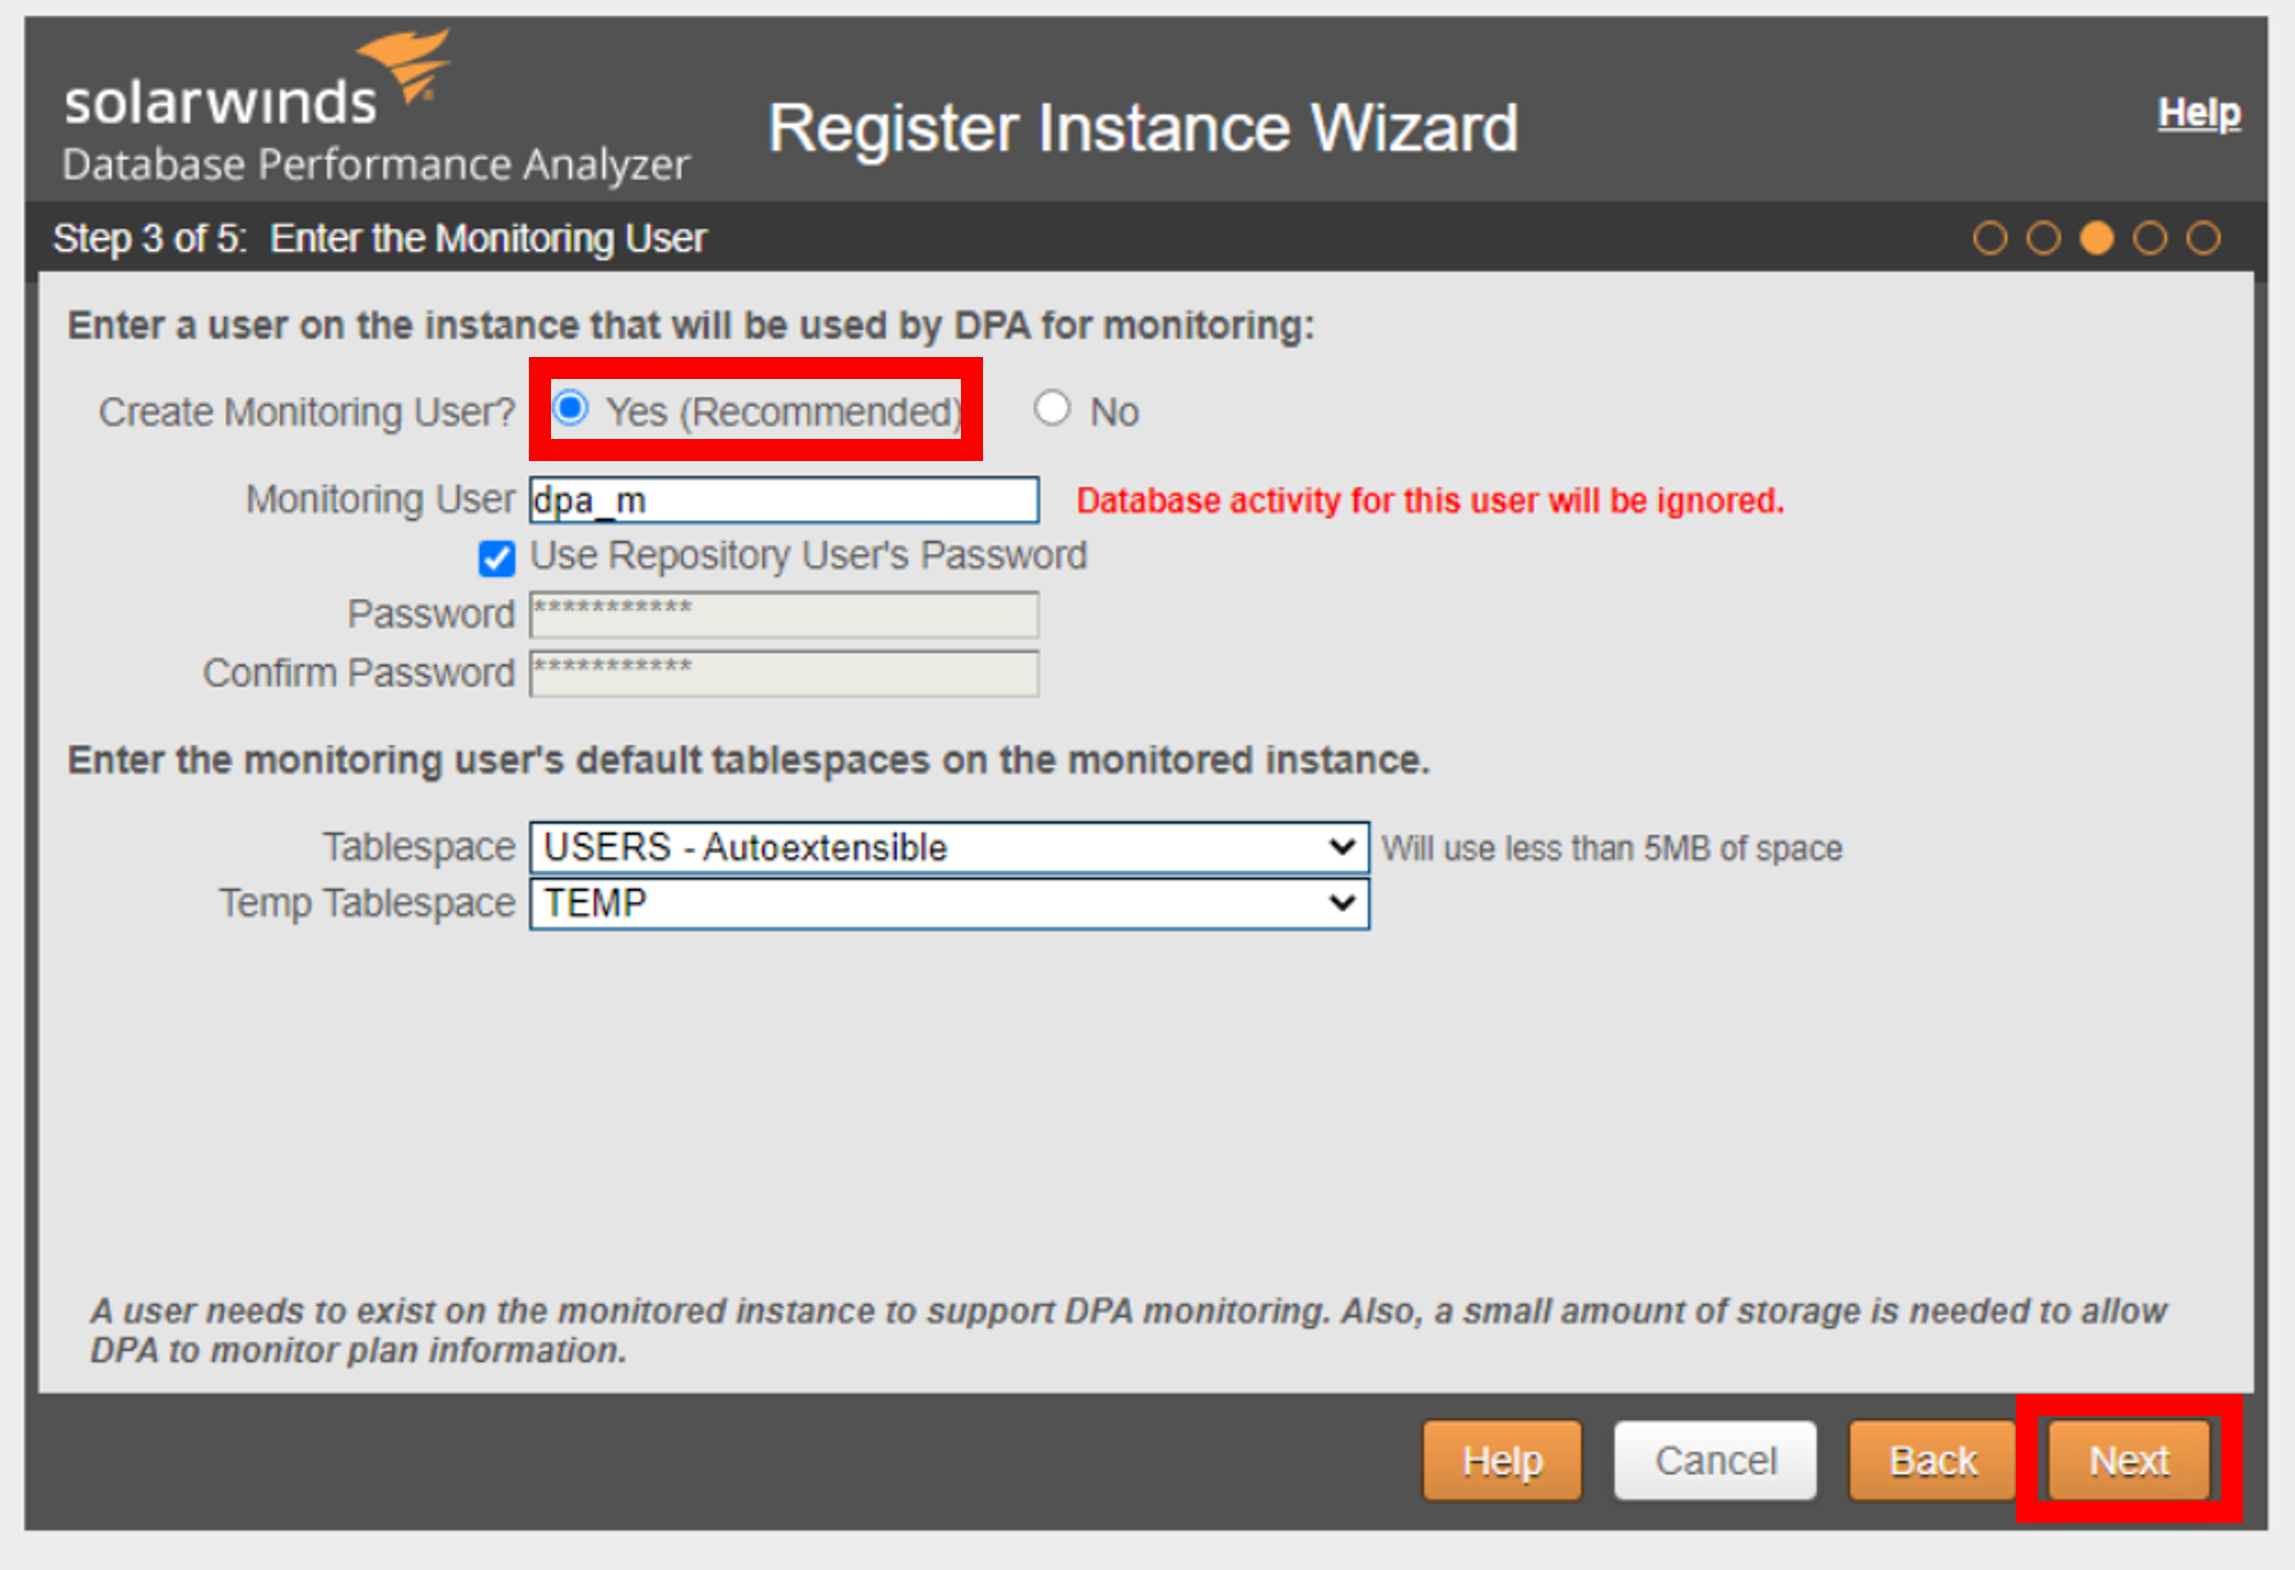 solarwinds
Database Performance Analyzer
Register Instance Wizard
Help
Step 3 of 5: Enter the Monitoring User
Enter a user on the instance that will be used by DPA for monitoring:
Create Monitoring User? Yes (Recommended) No
Monitoring User dpa_m Database activity for this user will be ignored.
Use Repository User's Password
Password ***********
Confirm Password ***********
Enter the monitoring user's default tablespaces on the monitored instance.
Tablespace USERS - Autoextensible Will use less than 5MB of space
Temp Tablespace TEMP
A user needs to exist on the monitored instance to support DPA monitoring. Also, a small amount of storage is needed to allow
DPA to monitor plan information.
Help Cancel Back Next